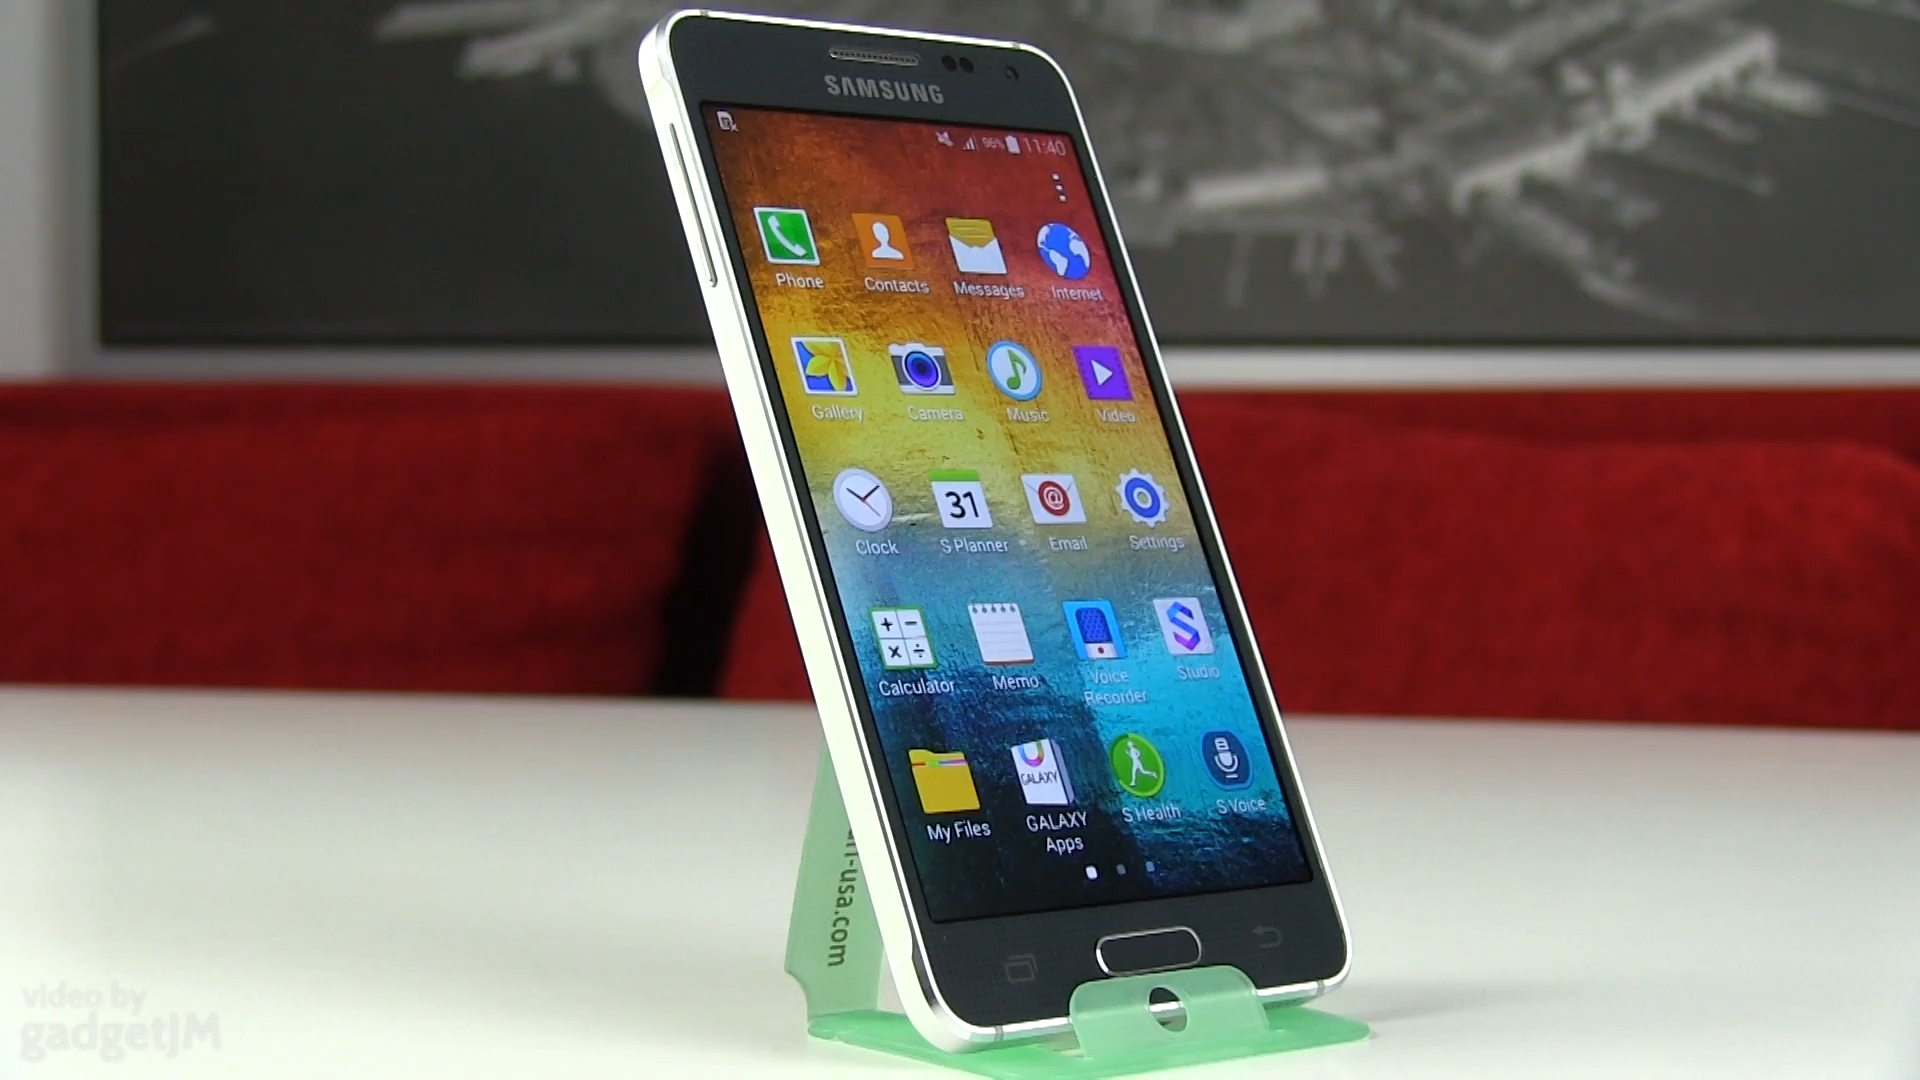 SAMSUNG
96% 11:40
Phone Contacts Messages Internet
Gallery Camera Music Video
31
Clock S Planner Email Settings
Calculator Memo Voice Recorder Studio
GALAXY
My Files GALAXY Apps S Health S Voice
-usa.com
video by
gadgetJM